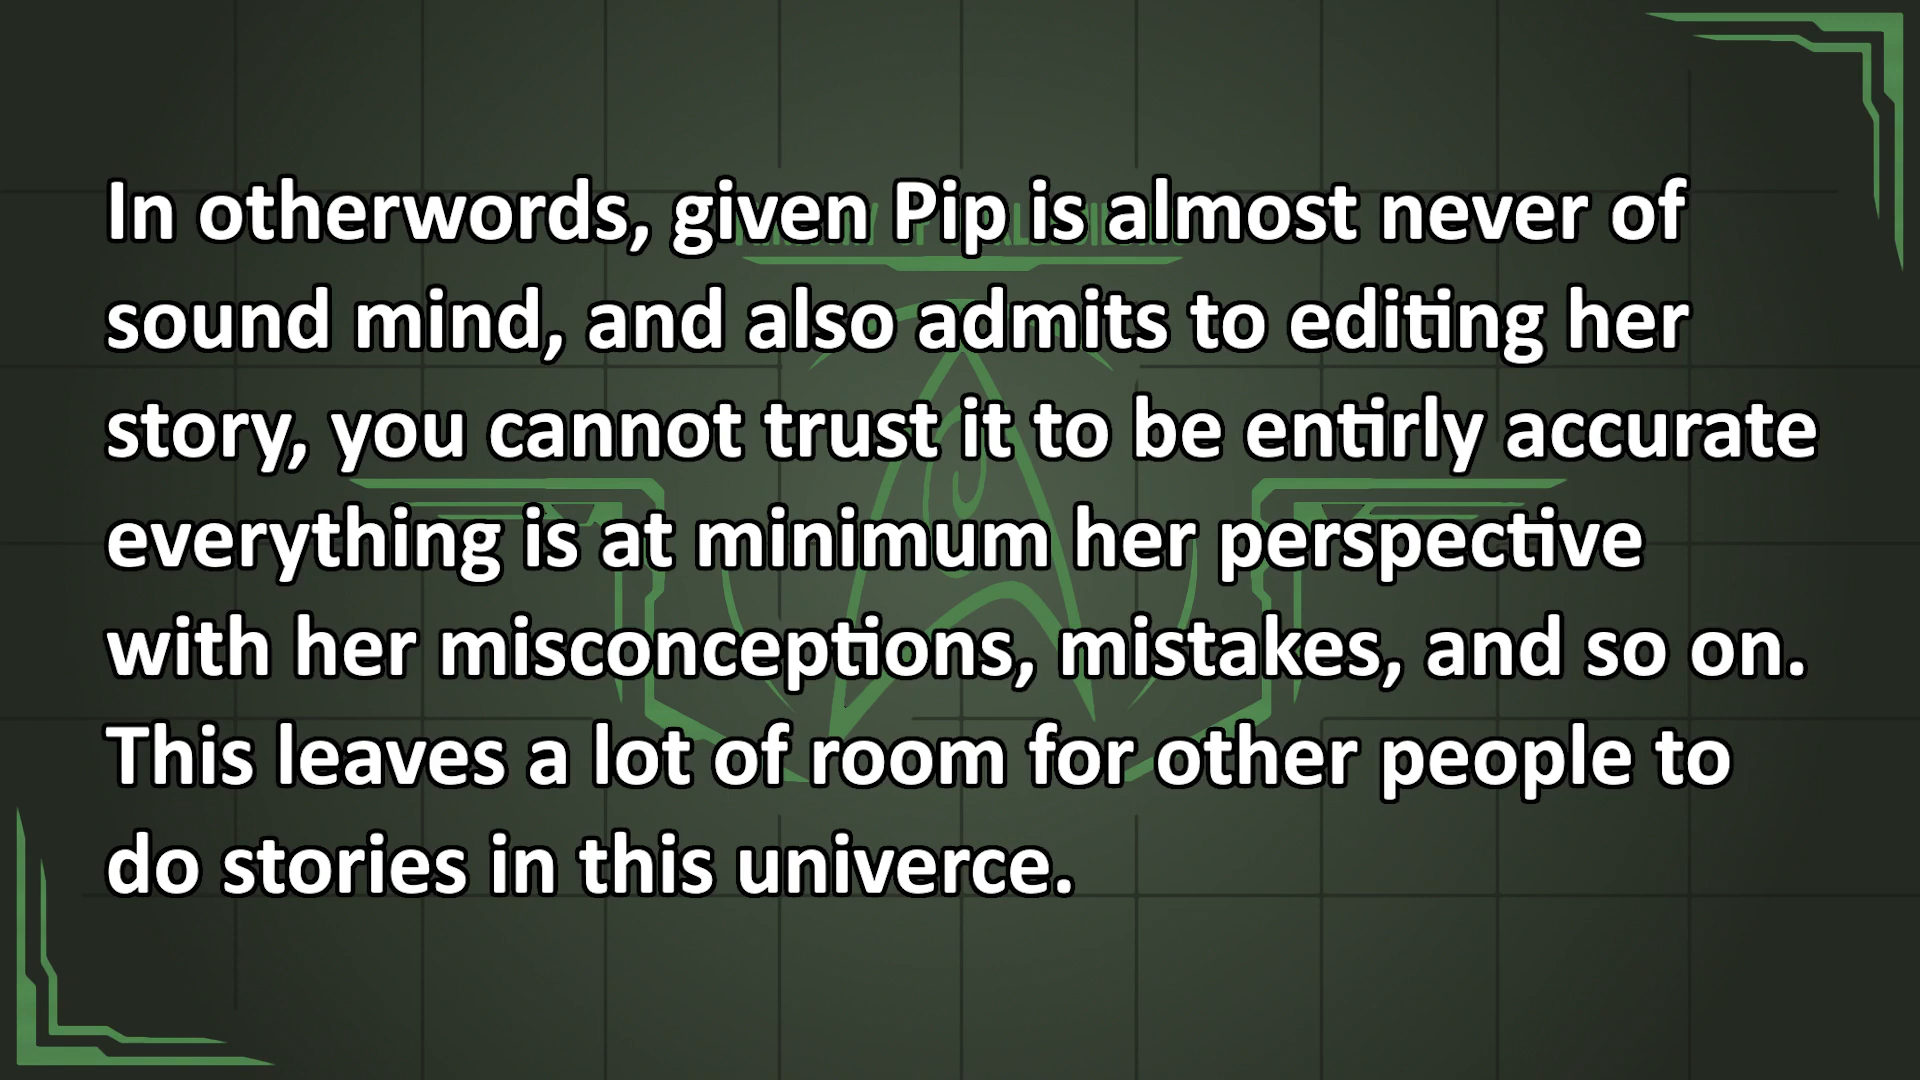 In otherwords, given Pip is almost never of
sound mind, and also admits to editing her
story, you cannot trust it to be entirly accurate
everything is at minimum her perspective
with her misconceptions, mistakes, and so on.
This leaves a lot of room for other people to
do stories in this univerce.